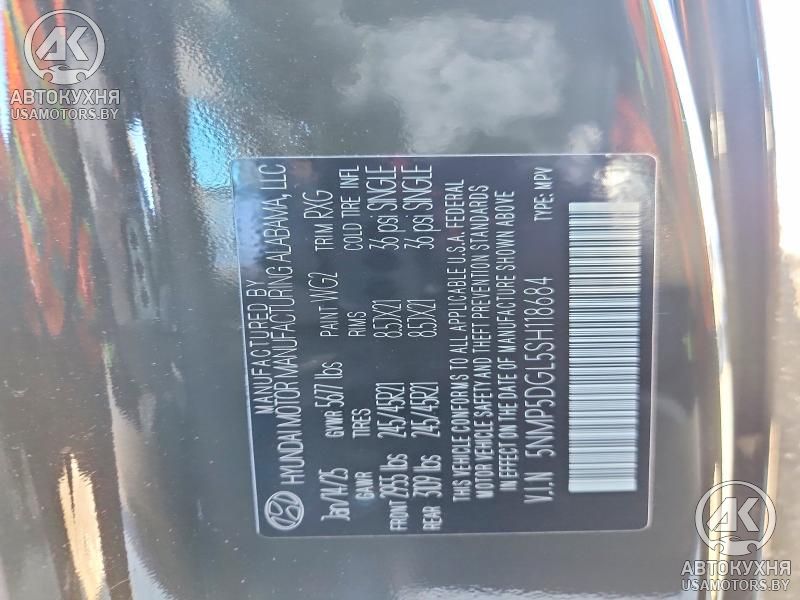 AK
АВТОКУХНЯ
USAMOTORS.BY
MANUFACTURED BY
HYUNDAI MOTOR MANUFACTURING ALABAMA, LLC
Jan/14/25 GVWR 5677 lbs PAINT WG2 TRIM RXG
GAWR TIRES RIMS COLD TIRE INFL
FRONT 2955 lbs 245/45R21 8.5JX21 36 psi SINGLE
REAR 3109 lbs 245/45R21 8.5JX21 36 psi SINGLE
THIS VEHICLE CONFORMS TO ALL APPLICABLE U.S.A. FEDERAL
MOTOR VEHICLE SAFETY AND THEFT PREVENTION STANDARDS
IN EFFECT ON THE DATE OF MANUFACTURE SHOWN ABOVE
V.I.N 5NMP5DGL5SH118684 TYPE: MPV
AK
АВТОКУХНЯ
USAMOTORS.BY